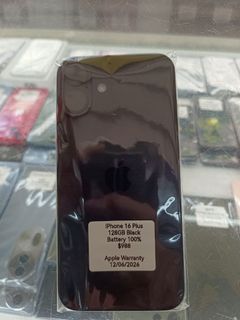 iPhone 16 Plus
128GB Black
Battery 100%
$988
Apple Warranty
12/06/2026